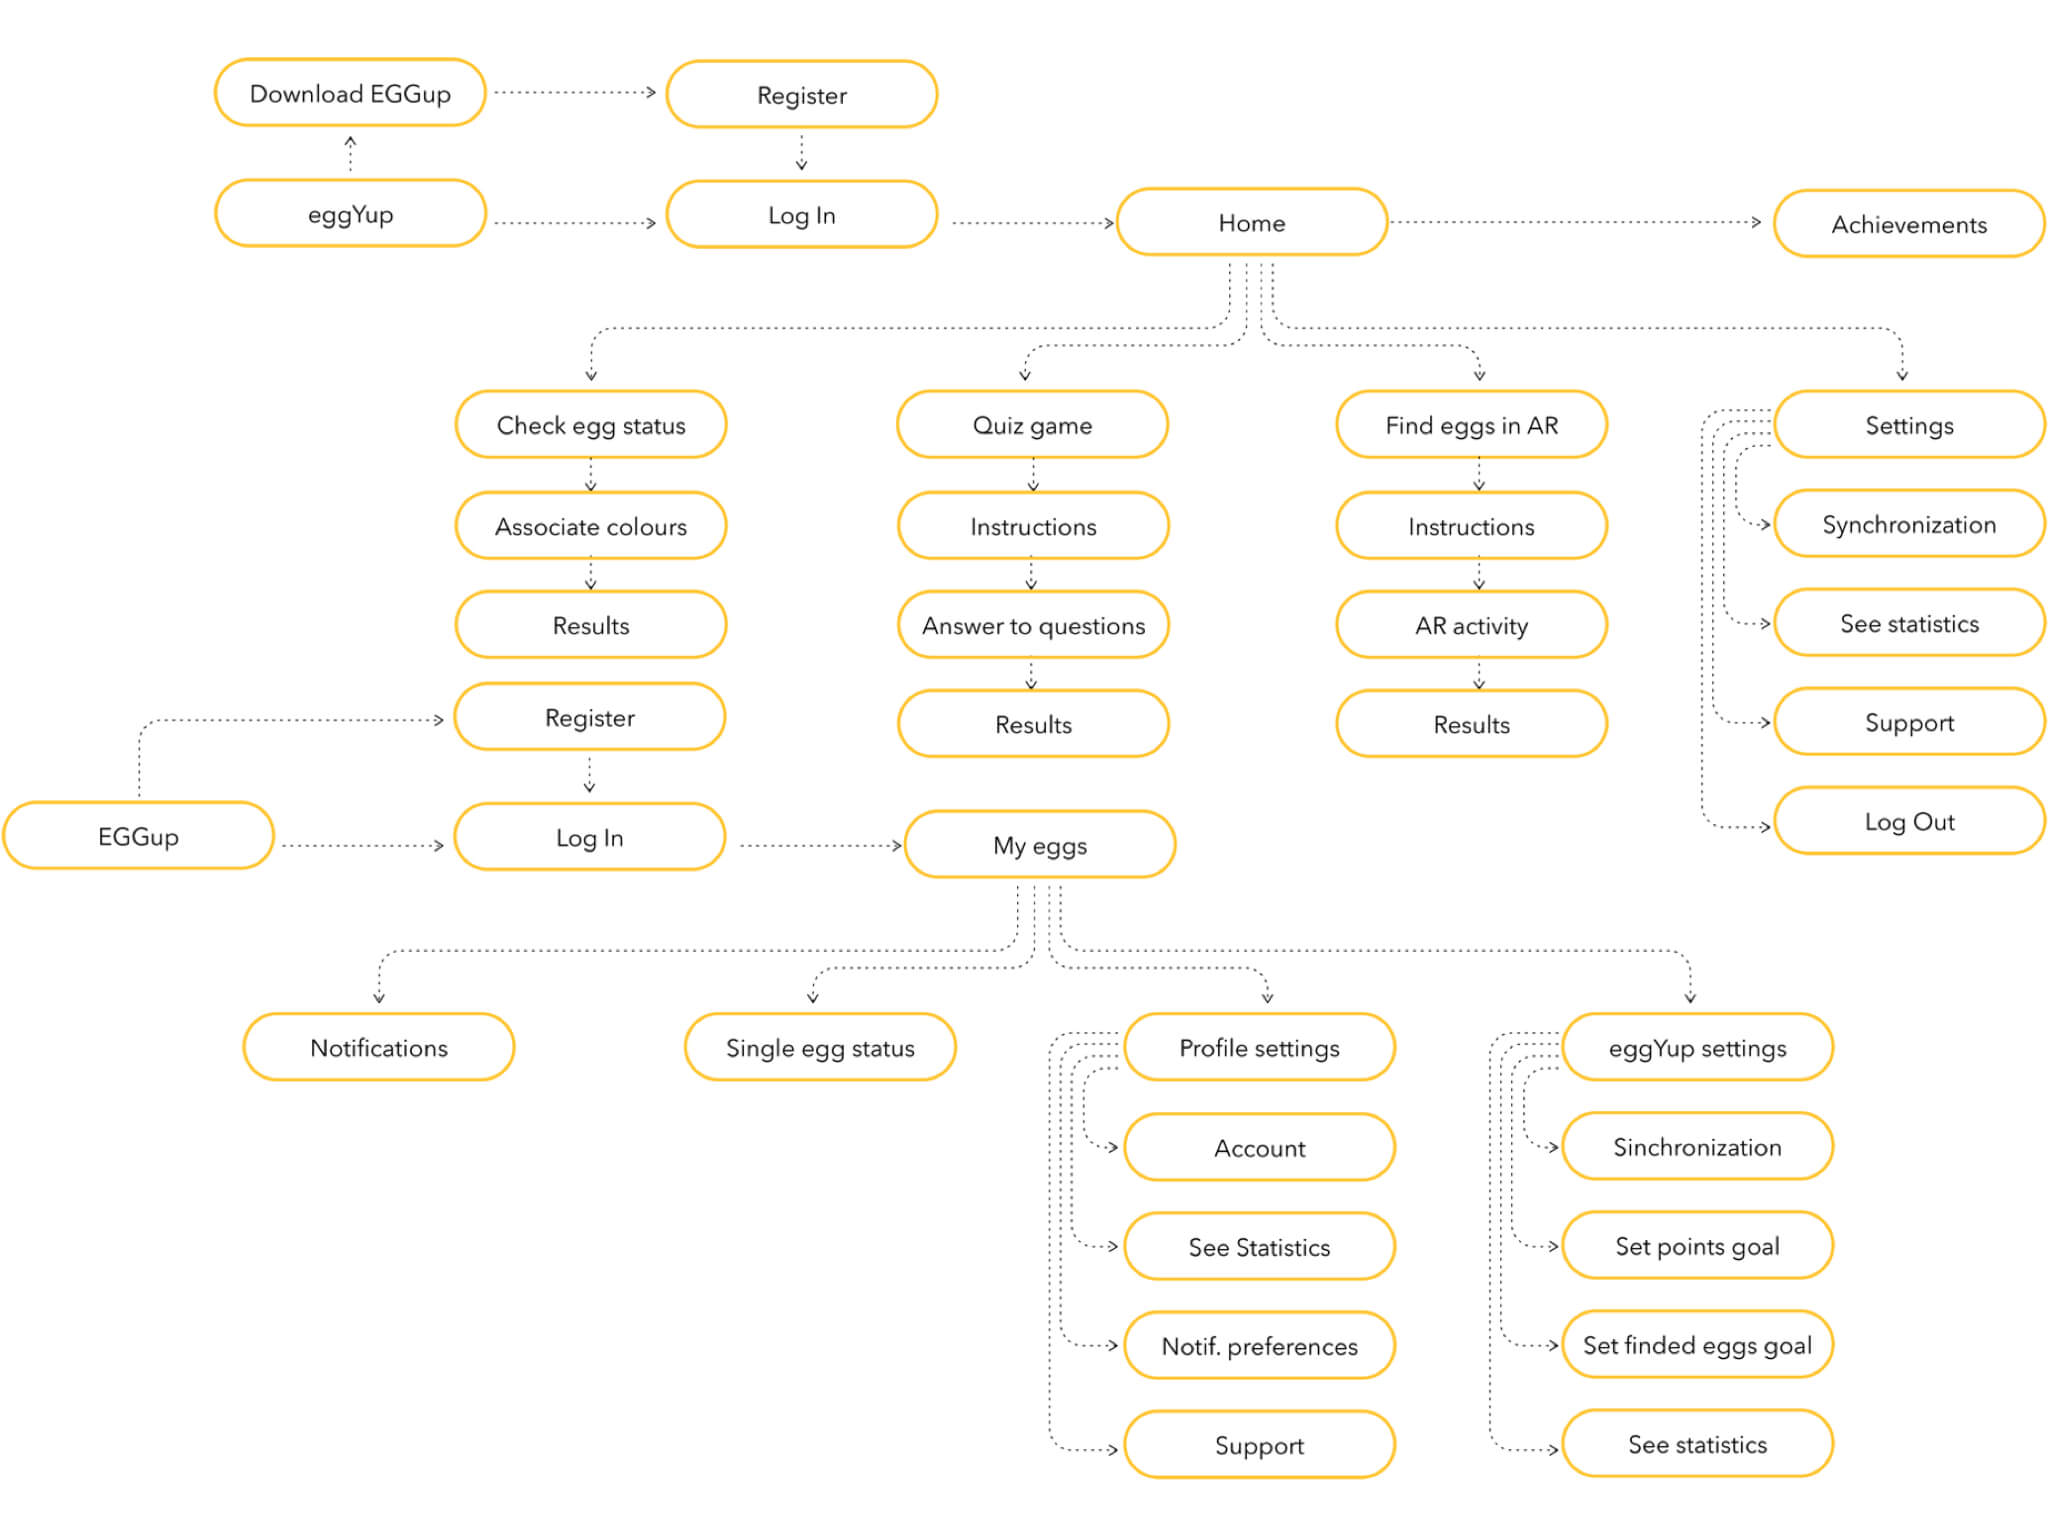 Download EGGup
Register
eggYup
Log In
Home
Achievements
Check egg status
Quiz game
Find eggs in AR
Settings
Associate colours
Instructions
Instructions
Synchronization
Results
Answer to questions
AR activity
See statistics
Register
Results
Results
Support
EGGup
Log In
My eggs
Log Out
Notifications
Single egg status
Profile settings
eggYup settings
Account
Sinchronization
See Statistics
Set points goal
Notif. preferences
Set finded eggs goal
Support
See statistics